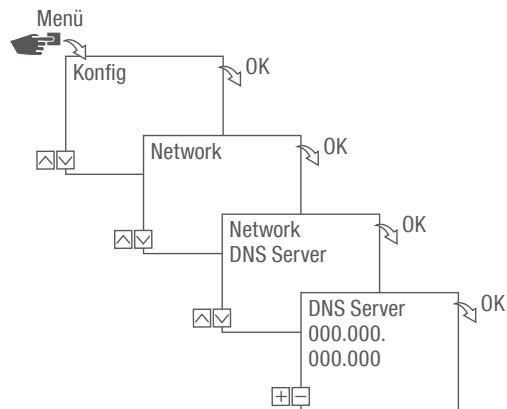 Menü
Konfig
OK
Network
OK
Network
DNS Server
OK
DNS Server
000.000.
000.000
OK